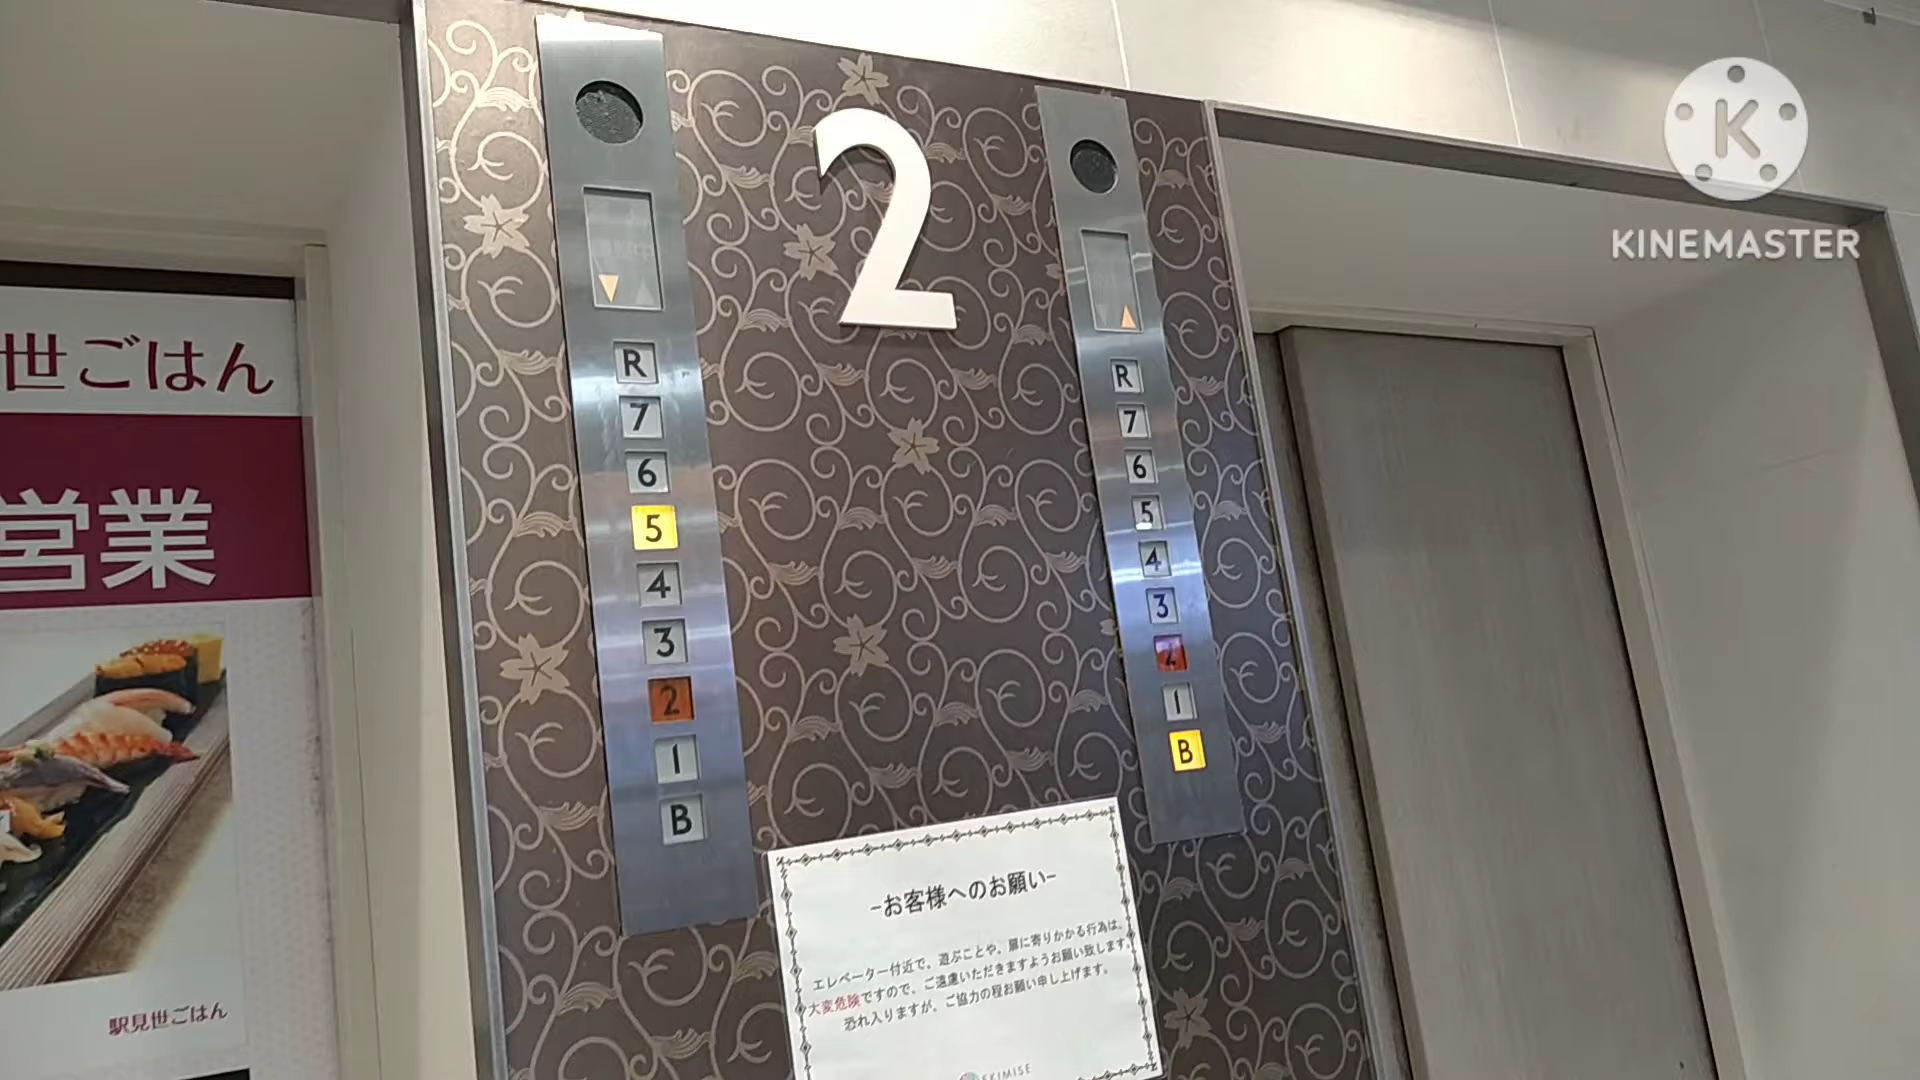 2
R
7
6
5
4
3
2
1
B
R
7
6
5
4
3
2
1
B
K
KINEMASTER
世ごはん
営業
駅見世ごはん
-お客様へのお願い-
エレベーター付近で、遊ぶことや、扉に寄りかかる行為は、
大変危険ですので、ご遠慮いただきますようお願い致します。
恐れ入りますが、ご協力の程お願い申し上げます。
EKIMISE